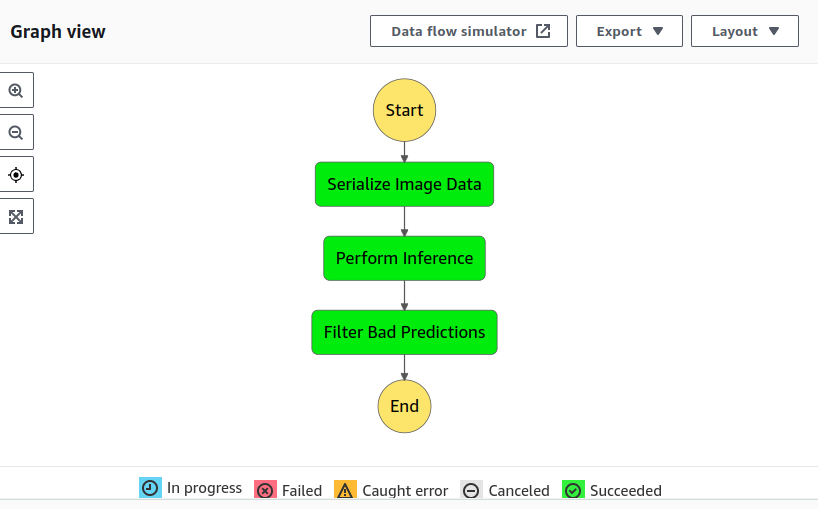 Graph view
Data flow simulator
Export
Layout
Start
Serialize Image Data
Perform Inference
Filter Bad Predictions
End
In progress Failed Caught error Canceled Succeeded